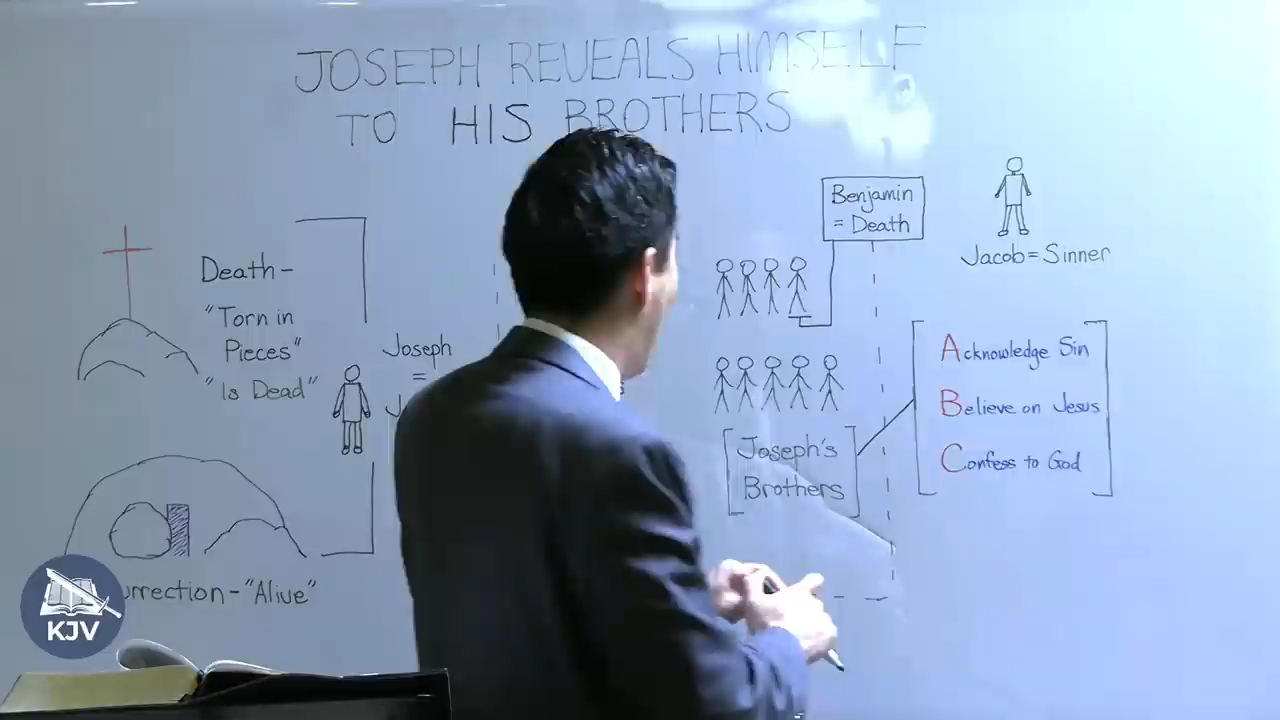 JOSEPH REVEALS HIMSELF
TO HIS BROTHERS
Death-
"Torn in
Pieces"
"Is Dead"
Joseph
=
J
urrection-"Alive"
KJV
Benjamin
= Death
Jacob=Sinner
Joseph's
Brothers
Acknowledge Sin
Believe on Jesus
Confess to God